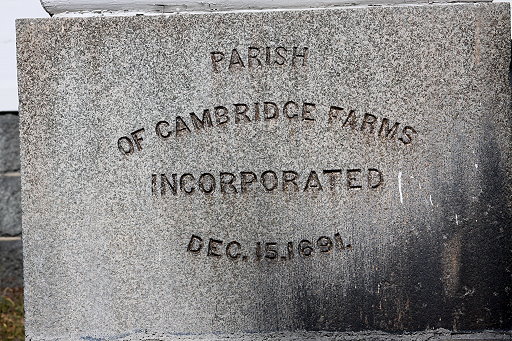 PARISH
OF CAMBRIDGE FARMS
INCORPORATED
DEC. 15. 1691.